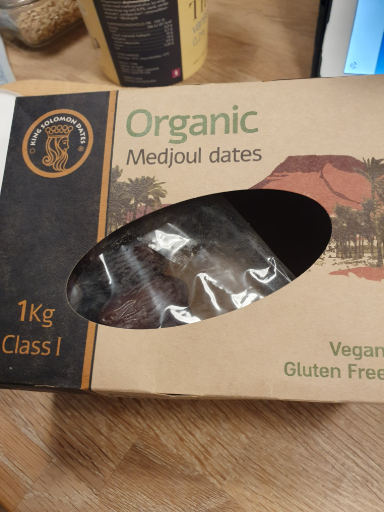 KING SOLOMON DATES
Organic
Medjoul dates
1Kg
Class I
Vegan
Gluten Free